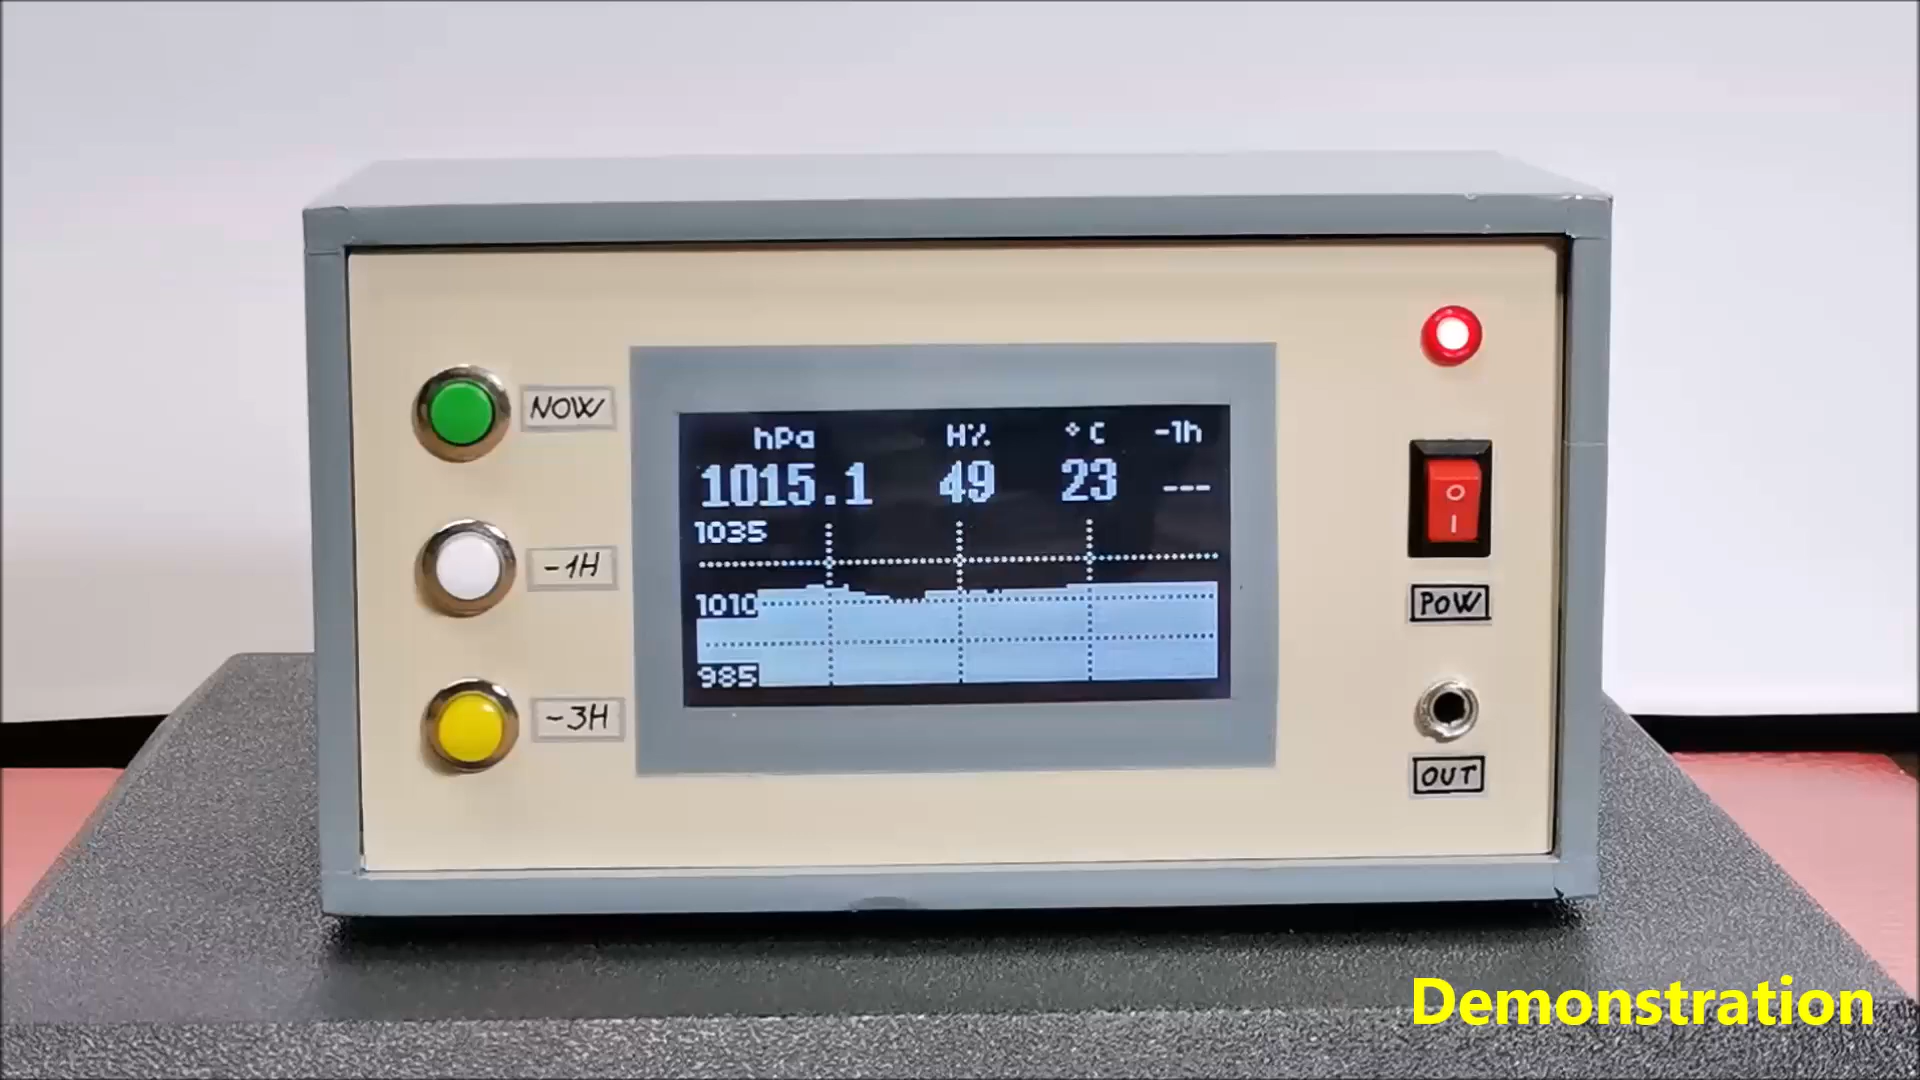 NOW
-1H
-3H
hPa H% °C -1h
1015.1 49 23 ---
1035
1010
985
O
I
POW
OUT
Demonstration